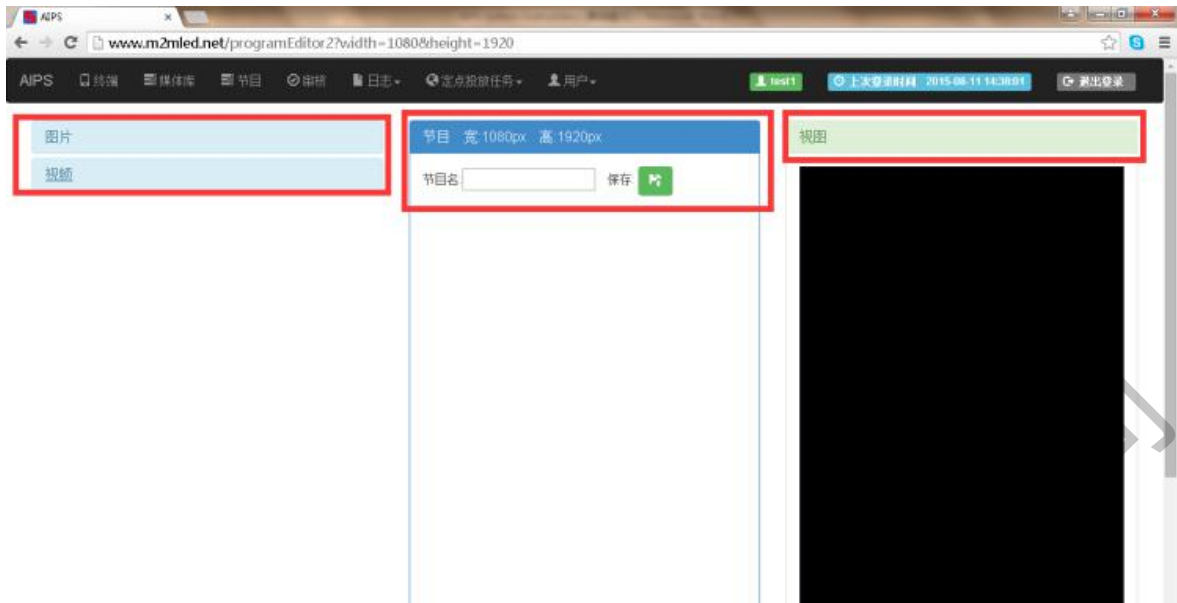 AIPS
www.m2mled.net/programEditor2?width=1080&height=1920
AIPS 终端 媒体库 节目 审核 日志 定点投放任务 用户 test1 上次登录时间 2015-08-11 14:38:01 退出登录
图片
视频
节目 宽:1080px 高:1920px
节目名 保存
视图